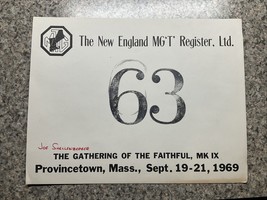 The New England MG "T" Register, Ltd.
63
Joe
THE GATHERING OF THE FAITHFUL, MK IX
Provincetown, Mass., Sept. 19-21, 1969